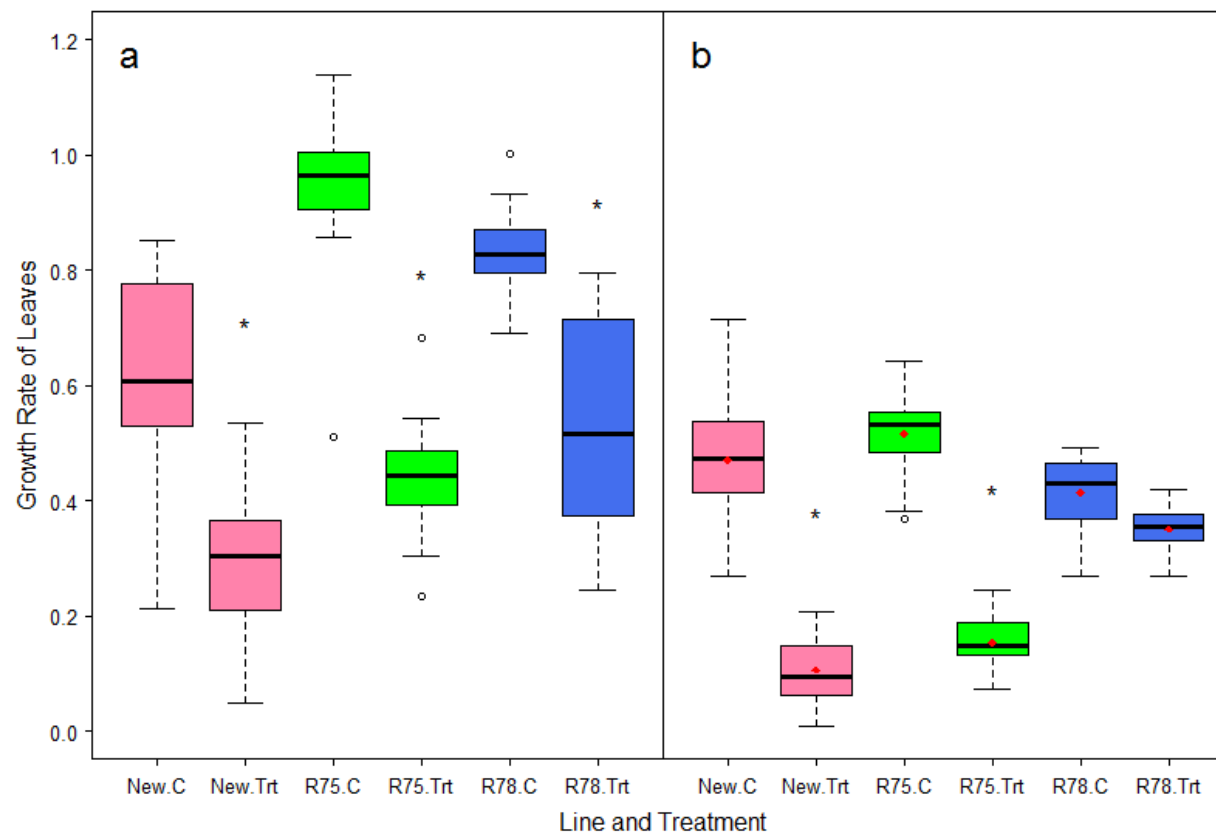 a
b
Growth Rate of Leaves
1.2
1.0
0.8
0.6
0.4
0.2
0.0
*
*
*
*
*
New.C New.Trt R75.C R75.Trt R78.C R78.Trt
New.C New.Trt R75.C R75.Trt R78.C R78.Trt
Line and Treatment